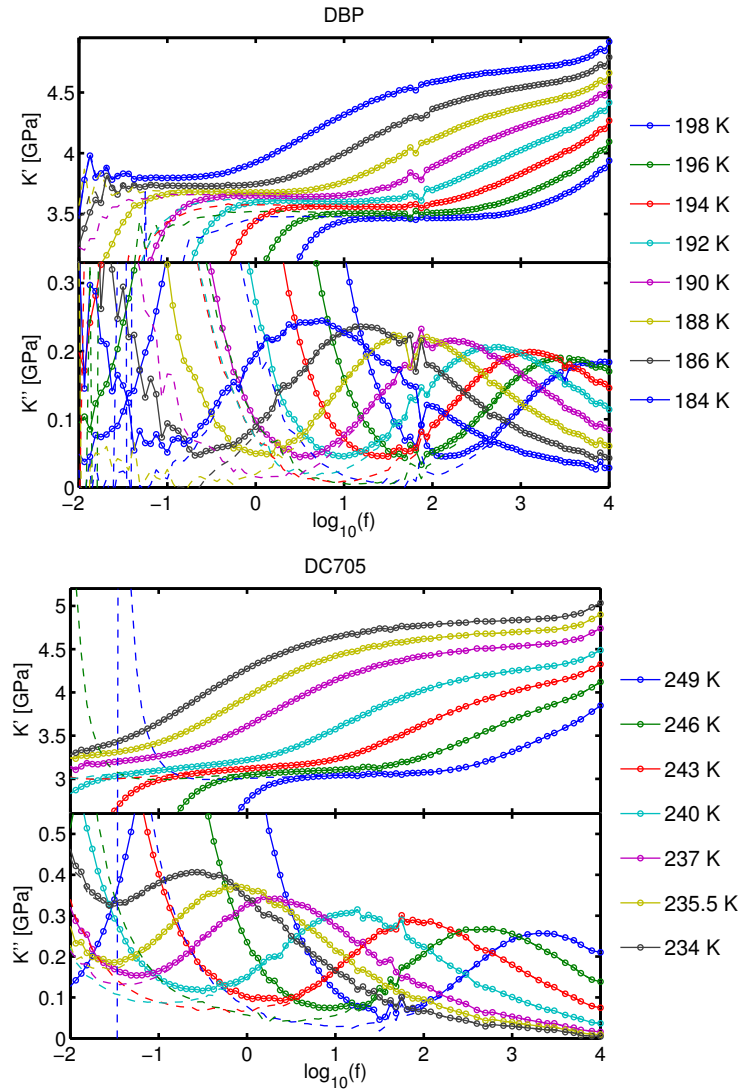 DBP
4.5
4
3.5
K' [GPa]
0.3
0.2
0.1
0
K'' [GPa]
−2 −1 0 1 2 3 4
log10(f)
198 K
196 K
194 K
192 K
190 K
188 K
186 K
184 K
DC705
5
4.5
4
3.5
3
K' [GPa]
0.5
0.4
0.3
0.2
0.1
0
K'' [GPa]
−2 −1 0 1 2 3 4
log10(f)
249 K
246 K
243 K
240 K
237 K
235.5 K
234 K